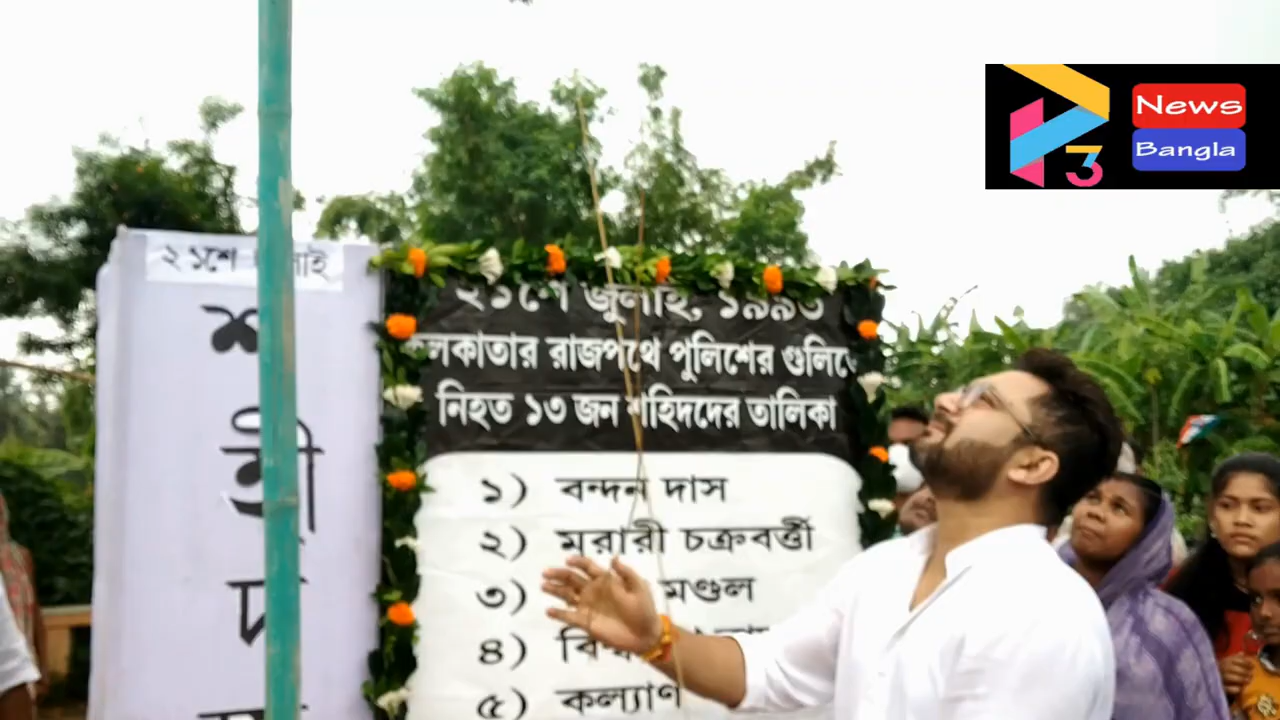 ২১শে
শ
২১শে জুলাই, ১৯৯৩
কলকাতার রাজপথে পুলিশের গুলিতে
নিহত ১৩ জন শহিদদের তালিকা
১) বন্দন দাস
২) মুরারী চক্রবর্ত্তী
৩) মণ্ডল
৪)
৫) কল্যাণ
3
News
Bangla